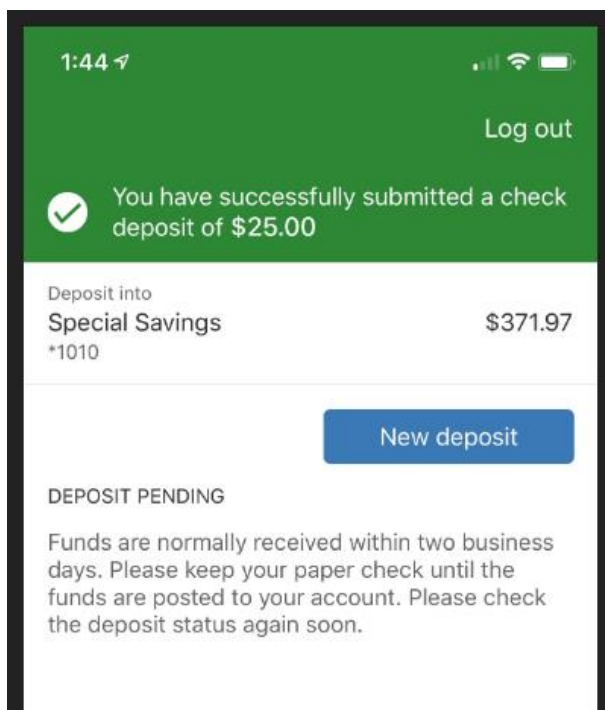 1:44
Log out
You have successfully submitted a check
deposit of $25.00
Deposit into
Special Savings
$371.97
*1010
New deposit
DEPOSIT PENDING
Funds are normally received within two business
days. Please keep your paper check until the
funds are posted to your account. Please check
the deposit status again soon.